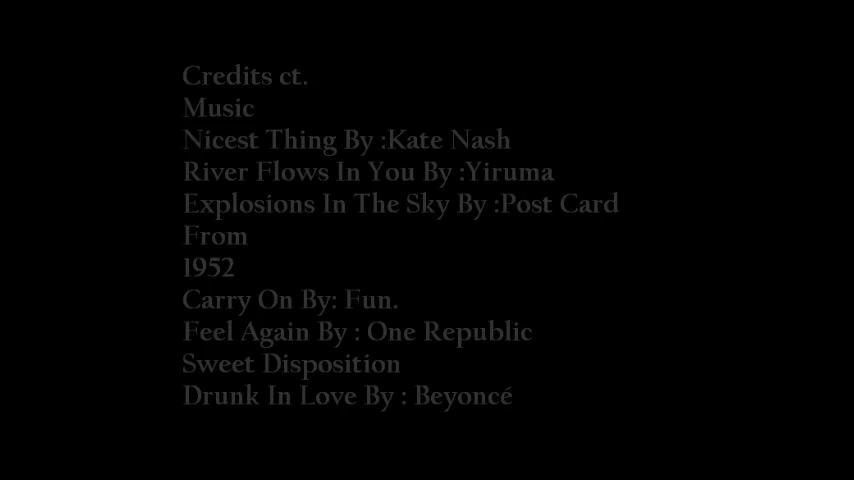 Credits ct.
Music
Nicest Thing By :Kate Nash
River Flows In You By :Yiruma
Explosions In The Sky By :Post Card
From
1952
Carry On By: Fun.
Feel Again By : One Republic
Sweet Disposition
Drunk In Love By : Beyoncé